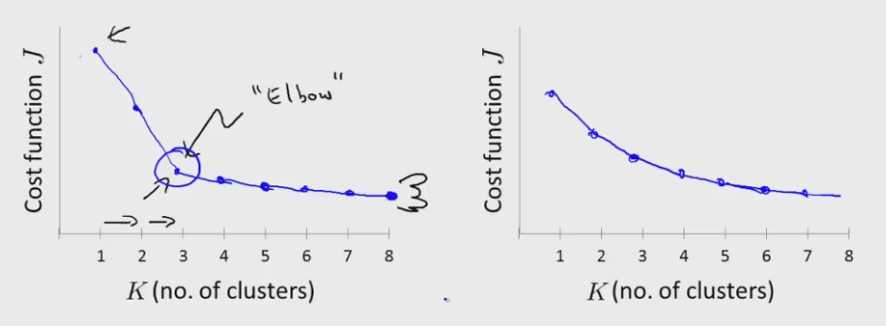 "Elbow"
Cost function J
1 2 3 4 5 6 7 8
K (no. of clusters)
Cost function J
1 2 3 4 5 6 7 8
K (no. of clusters)